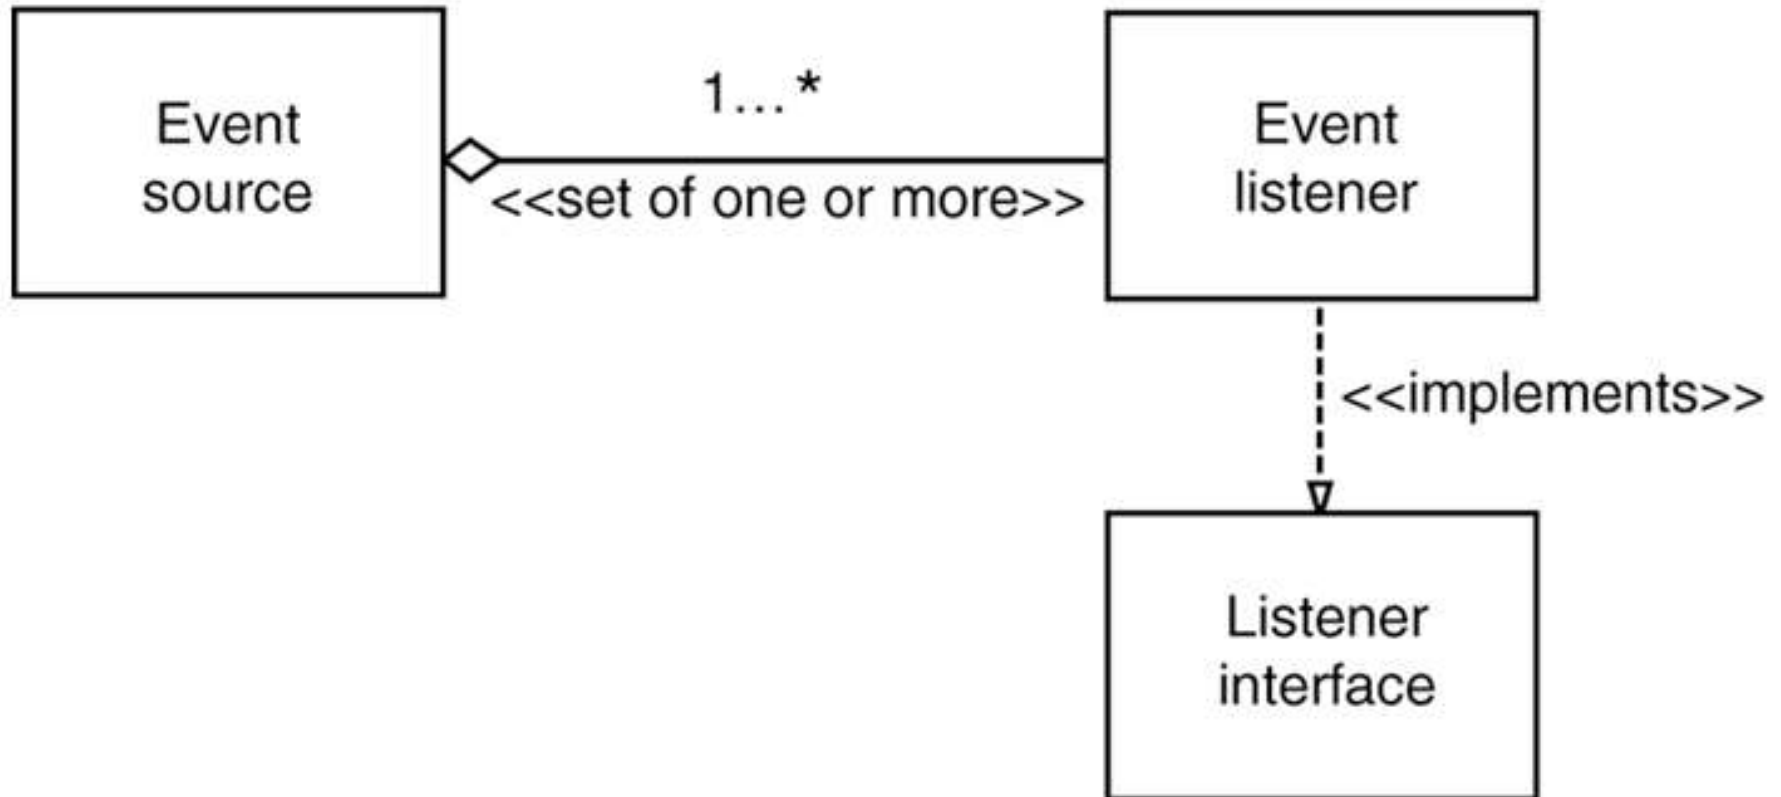 Event
source
1...*
<<set of one or more>>
Event
listener
<<implements>>
Listener
interface